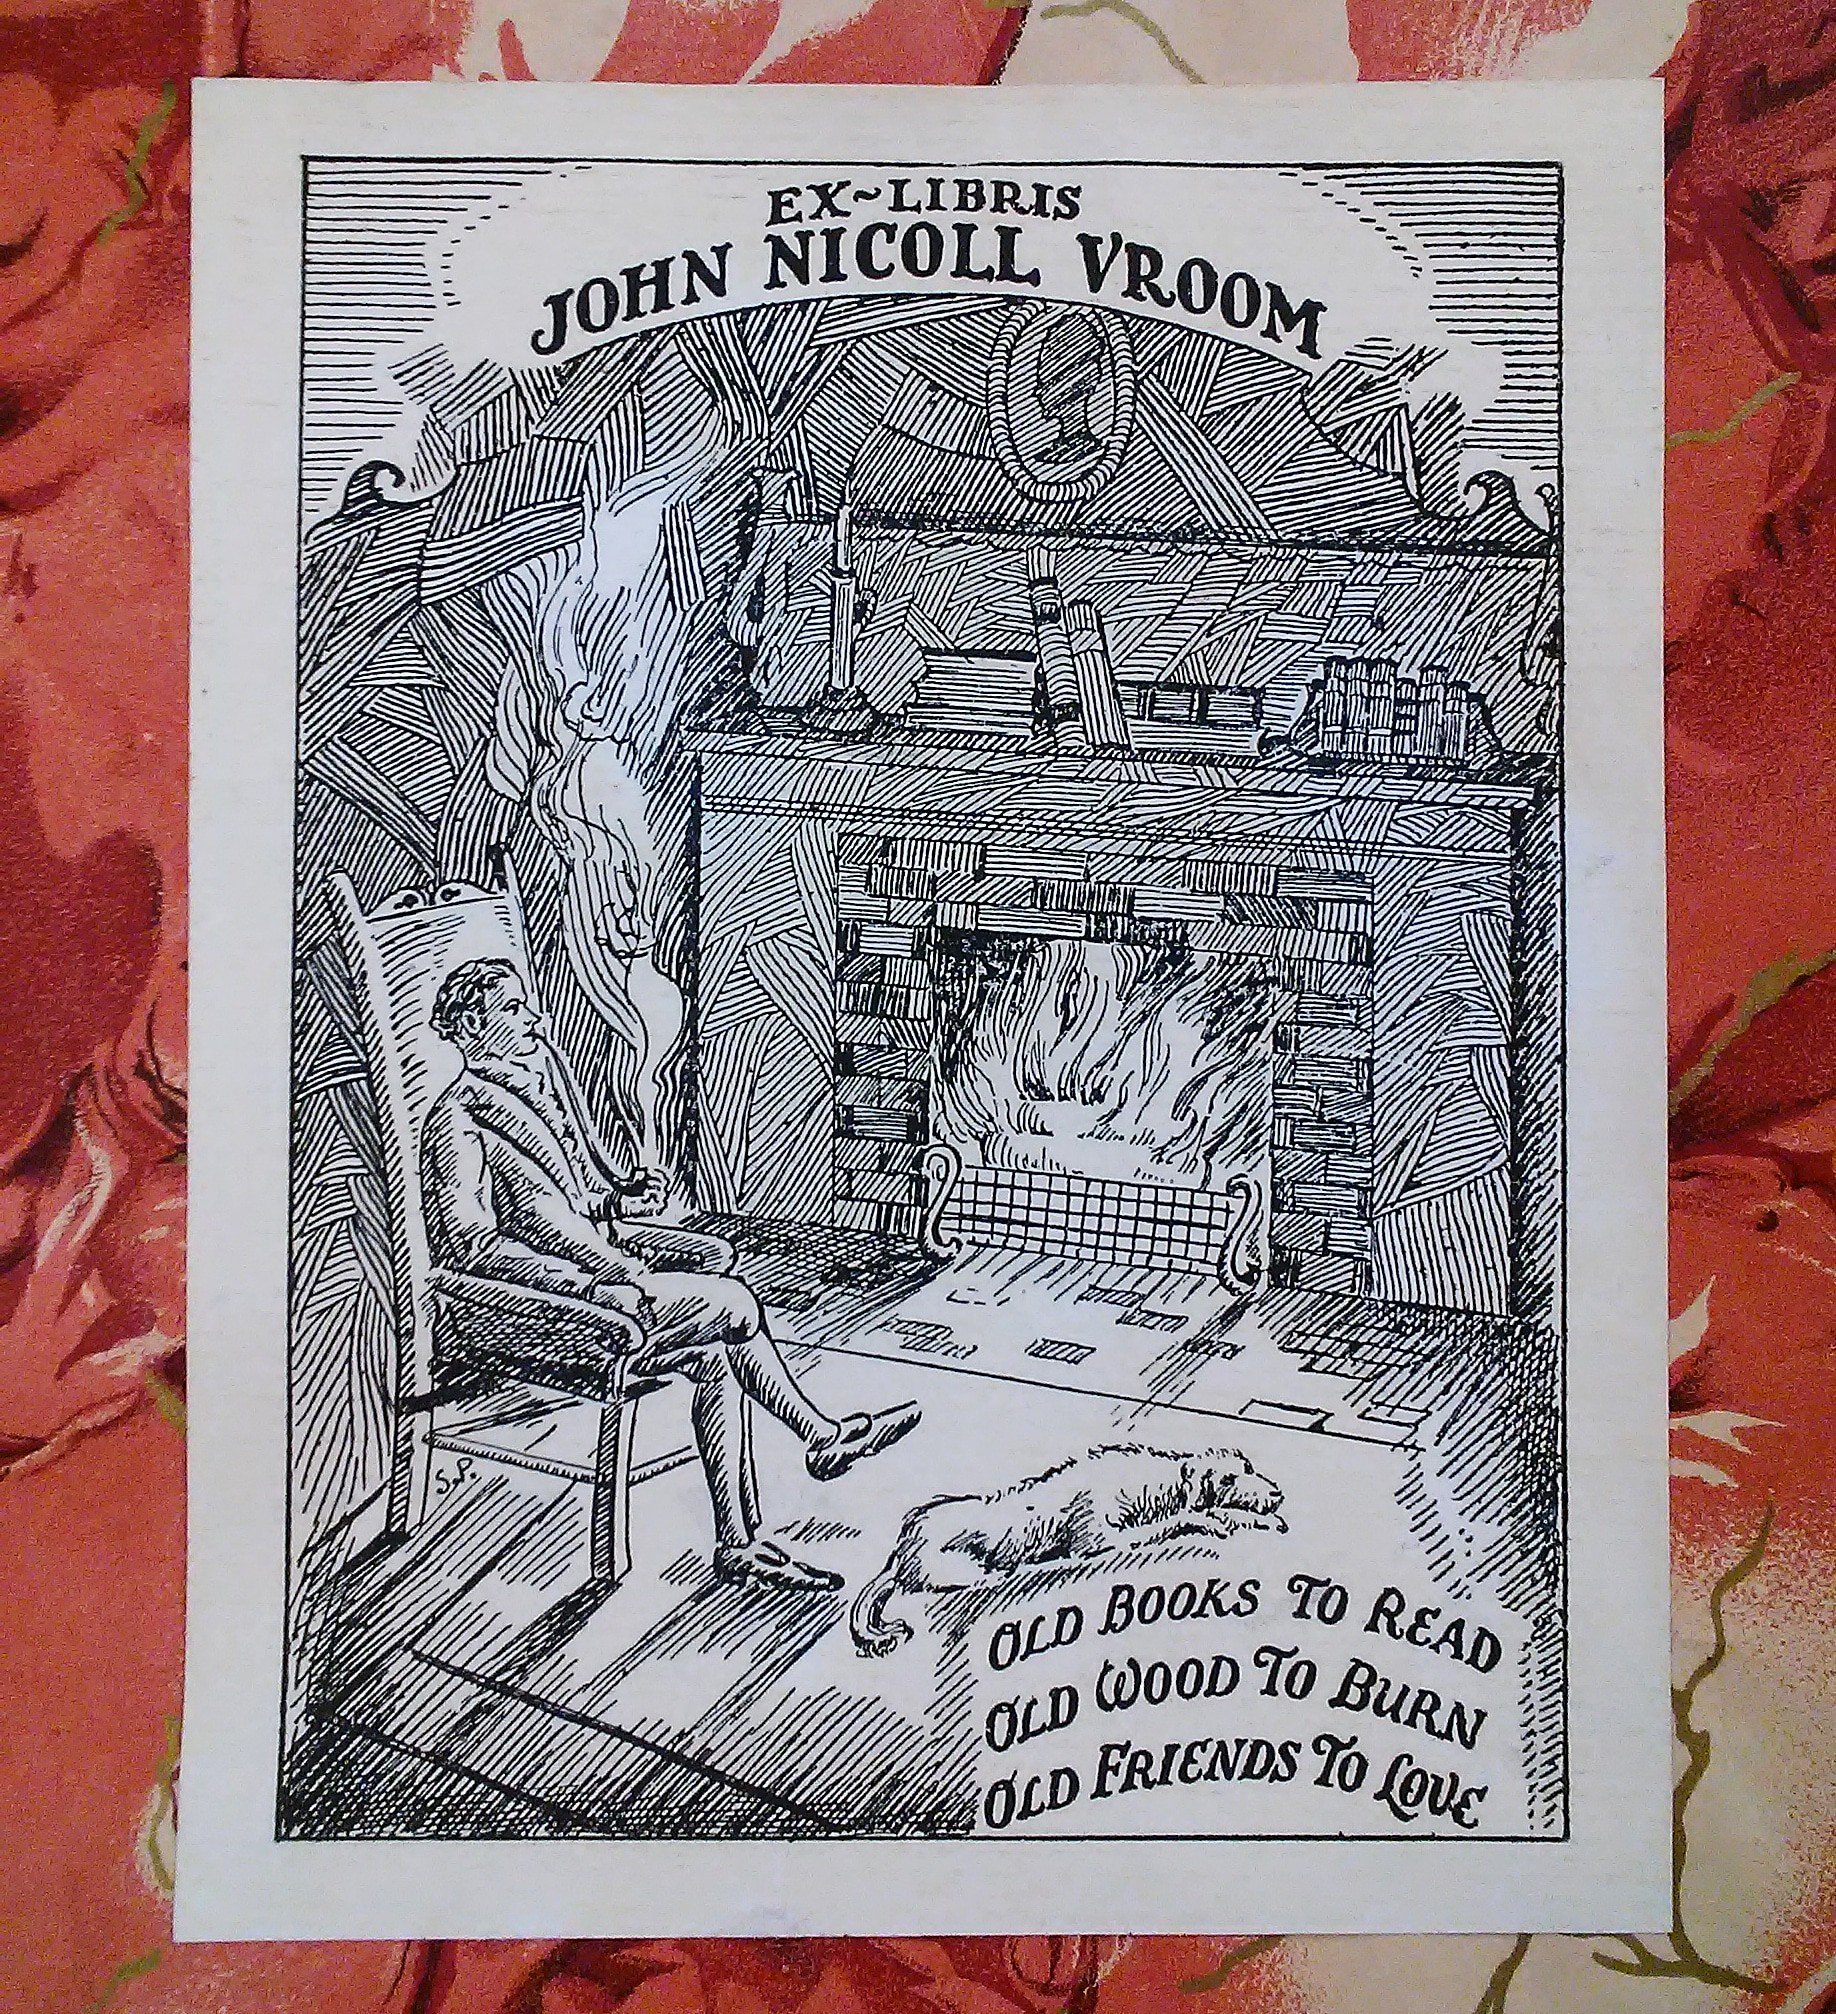 EX~LIBRIS
JOHN NICOLL VROOM
S.P.
OLD BOOKS TO READ
OLD WOOD TO BURN
OLD FRIENDS TO LOVE